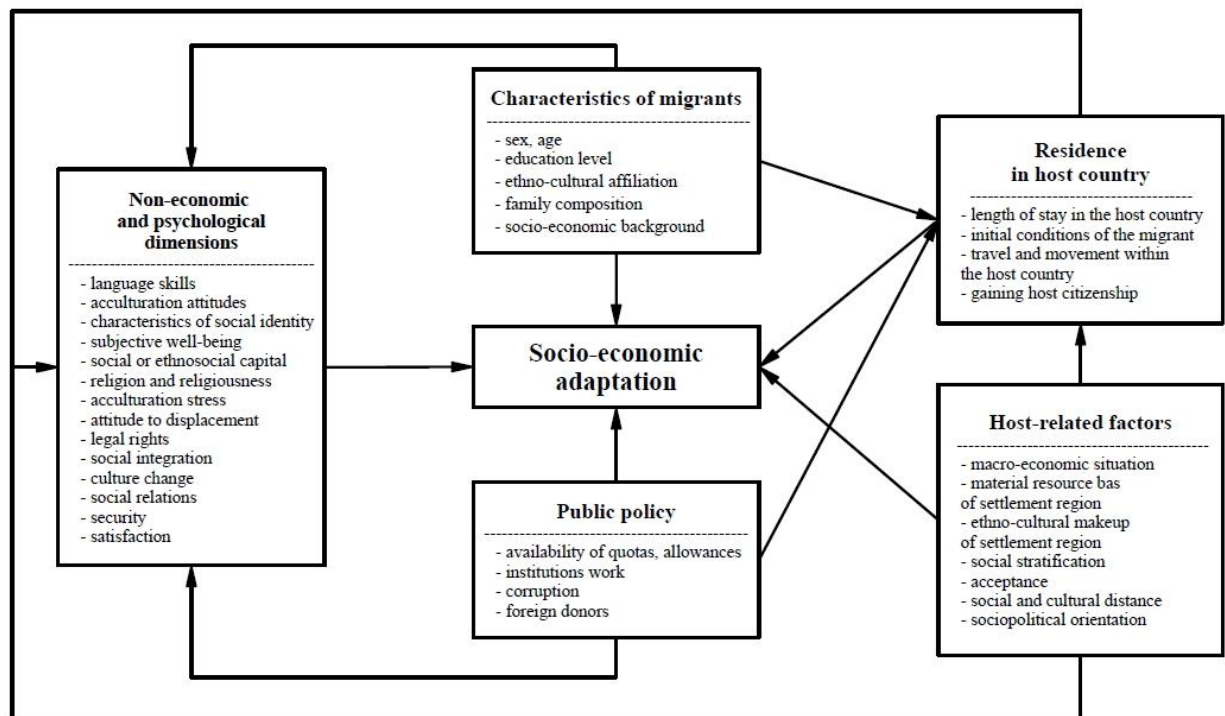 Characteristics of migrants
- sex, age
- education level
- ethno-cultural affiliation
- family composition
- socio-economic background
Non-economic
and psychological
dimensions
- language skills
- acculturation attitudes
- characteristics of social identity
- subjective well-being
- social or ethnosocial capital
- religion and religiousness
- acculturation stress
- attitude to displacement
- legal rights
- social integration
- culture change
- social relations
- security
- satisfaction
Socio-economic
adaptation
Public policy
- availability of quotas, allowances
- institutions work
- corruption
- foreign donors
Residence
in host country
- length of stay in the host country
- initial conditions of the migrant
- travel and movement within
the host country
- gaining host citizenship
Host-related factors
- macro-economic situation
- material resource bas
of settlement region
- ethno-cultural makeup
of settlement region
- social stratification
- acceptance
- social and cultural distance
- sociopolitical orientation